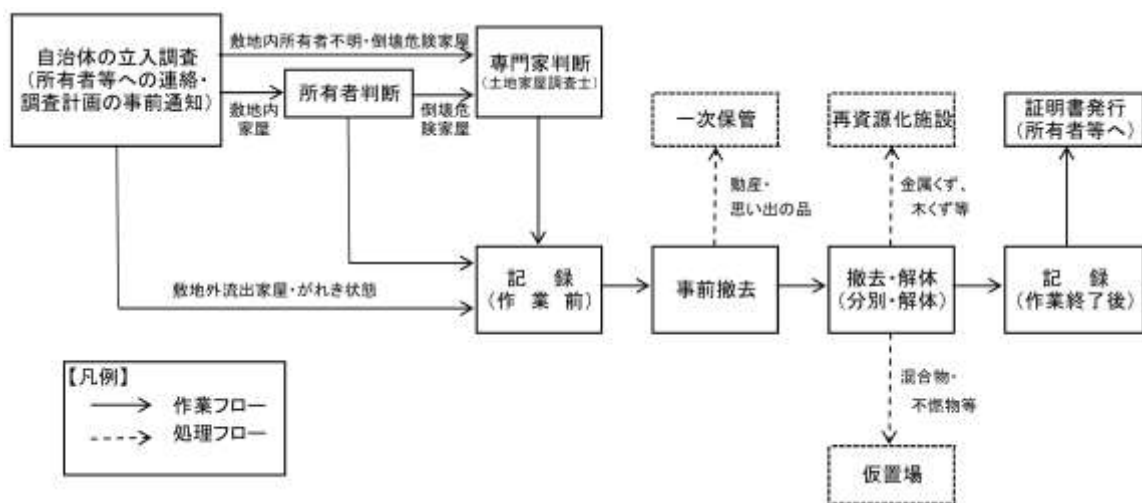 敷地内所有者不明・倒壊危険家屋
自治体の立入調査
(所有者等への連絡・
調査計画の事前通知)
敷地内
家屋
所有者判断
倒壊危
険家屋
専門家判断
(土地家屋調査士)
一次保管
再資源化施設
証明書発行
(所有者等へ)
動産・
思い出の品
金属くず、
木くず等
敷地外流出家屋・がれき状態
記 録
(作 業 前)
事前撤去
撤去・解体
(分別・解体)
記 録
(作業終了後)
混合物・
不燃物等
仮置場
【凡例】
作業フロー
処理フロー